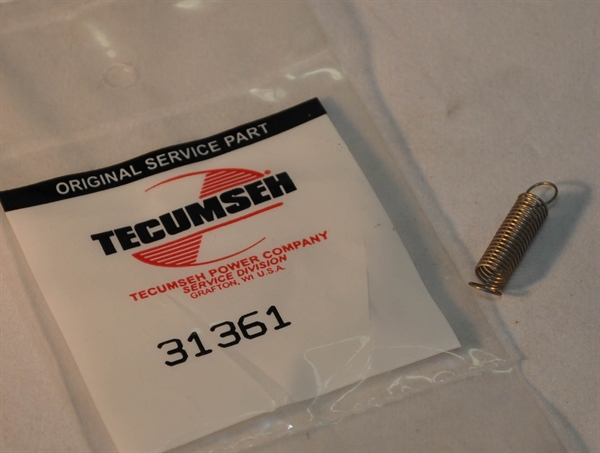 ORIGINAL SERVICE PART
TECUMSEH
TECUMSEH POWER COMPANY
SERVICE DIVISION
GRAFTON, WI U.S.A.
31361